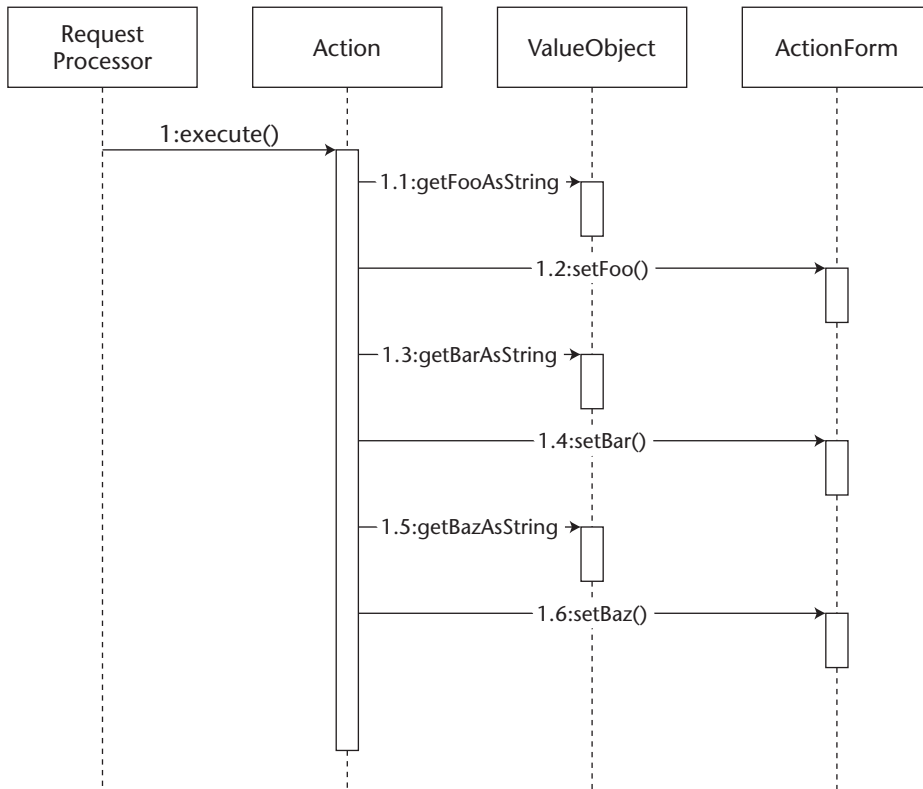 Request
Processor
Action
ValueObject
ActionForm
1:execute()
1.1:getFooAsString
1.2:setFoo()
1.3:getBarAsString
1.4:setBar()
1.5:getBazAsString
1.6:setBaz()